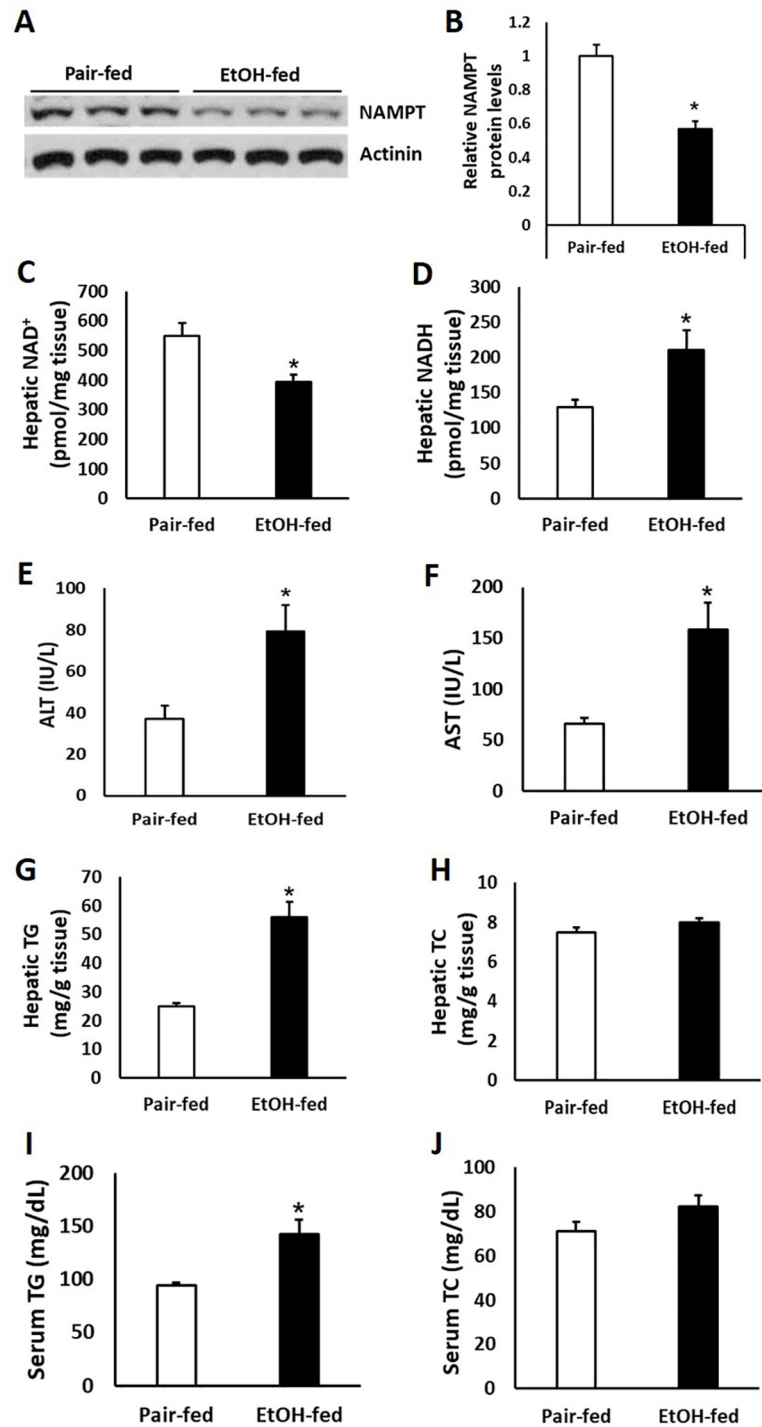 A
Pair-fed EtOH-fed
NAMPT
Actinin
B
Relative NAMPT
protein levels
1.2
1
0.8
0.6
0.4
0.2
0
*
Pair-fed EtOH-fed
C
Hepatic NAD⁺
(pmol/mg tissue)
700
600
500
400
300
200
100
0
*
Pair-fed EtOH-fed
D
Hepatic NADH
(pmol/mg tissue)
300
250
200
150
100
50
0
*
Pair-fed EtOH-fed
E
ALT (IU/L)
100
80
60
40
20
0
*
Pair-fed EtOH-fed
F
AST (IU/L)
200
150
100
50
0
*
Pair-fed EtOH-fed
G
Hepatic TG
(mg/g tissue)
70
60
50
40
30
20
10
0
*
Pair-fed EtOH-fed
H
Hepatic TC
(mg/g tissue)
10
8
6
4
2
0
Pair-fed EtOH-fed
I
Serum TG (mg/dL)
200
150
100
50
0
*
Pair-fed EtOH-fed
J
Serum TC (mg/dL)
100
80
60
40
20
0
Pair-fed EtOH-fed